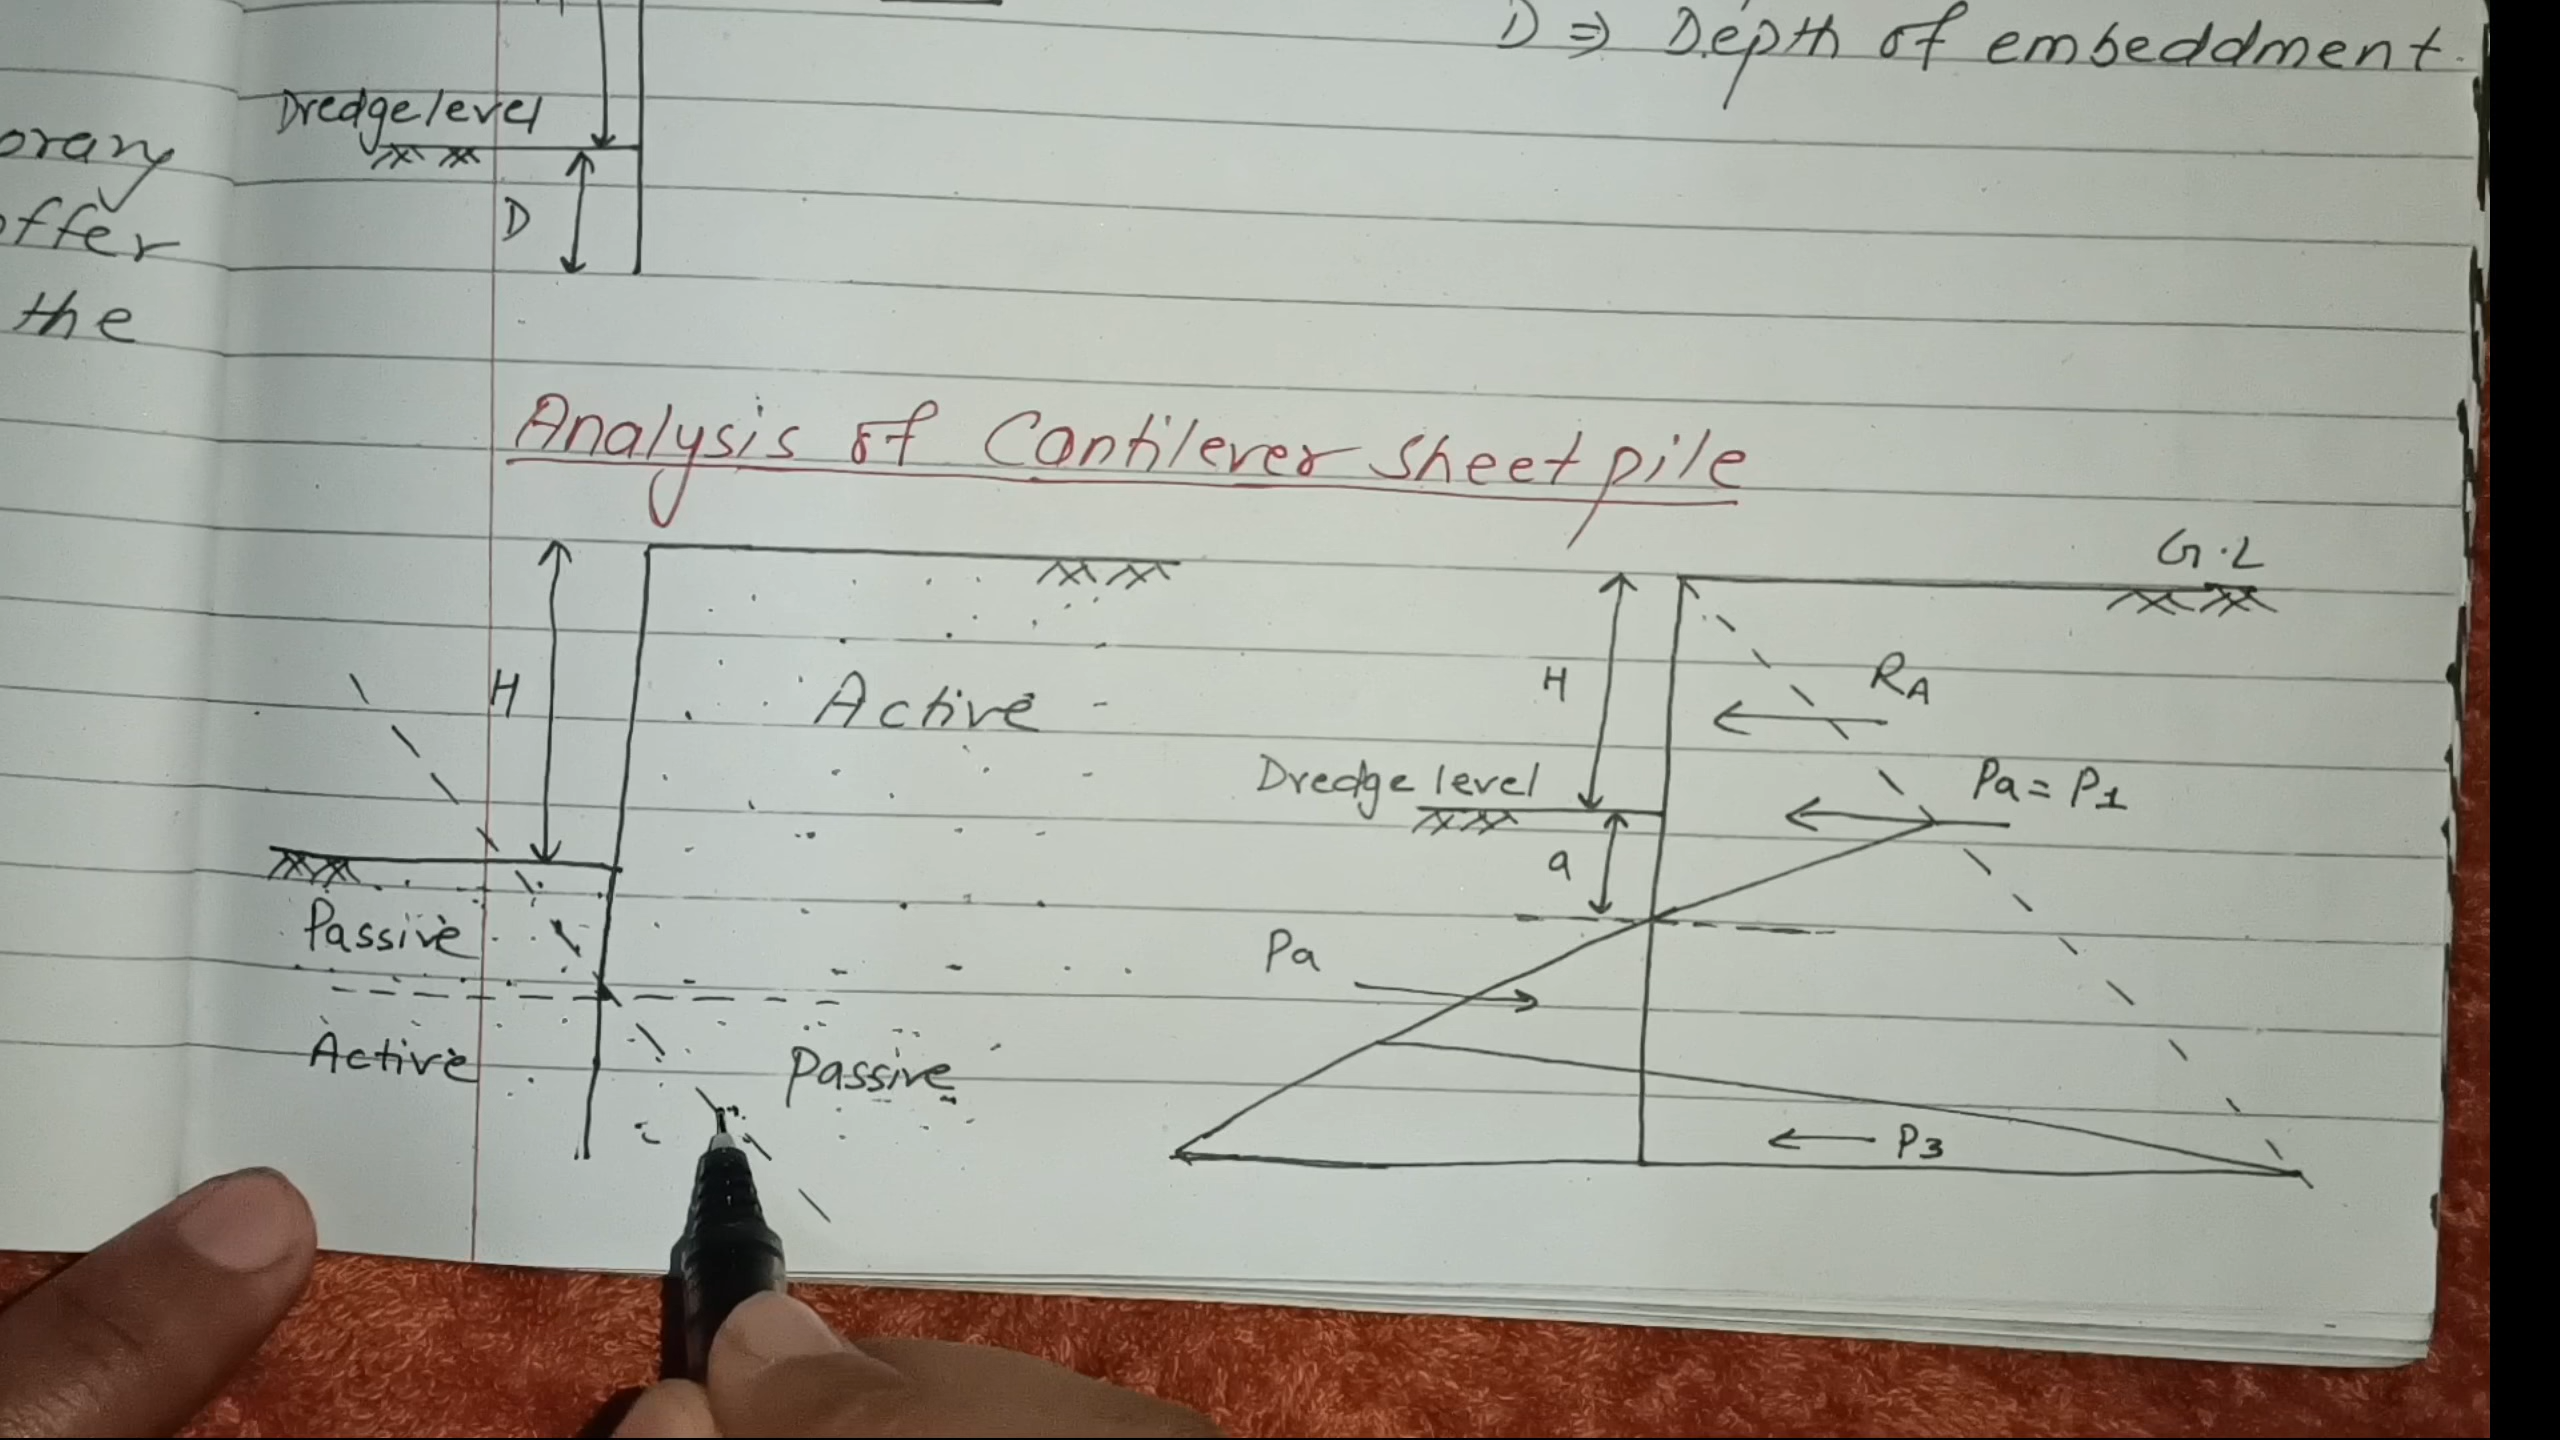 D ⇒ Depth of embeddment.
Dredge level
orary
D
offer
the
Analysis of Cantilever sheet pile
G.L
H
Active
H
RA
Dredge level
Pa = P1
a
Passive
Pa
Active
Passive
P3